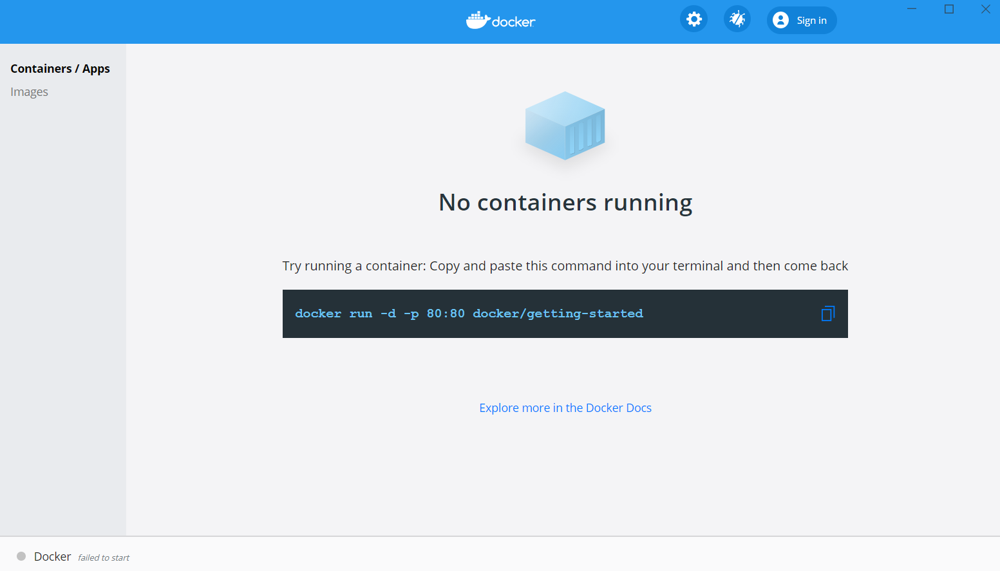 docker
Sign in
Containers / Apps
Images
No containers running
Try running a container: Copy and paste this command into your terminal and then come back
docker run -d -p 80:80 docker/getting-started
Explore more in the Docker Docs
Docker failed to start